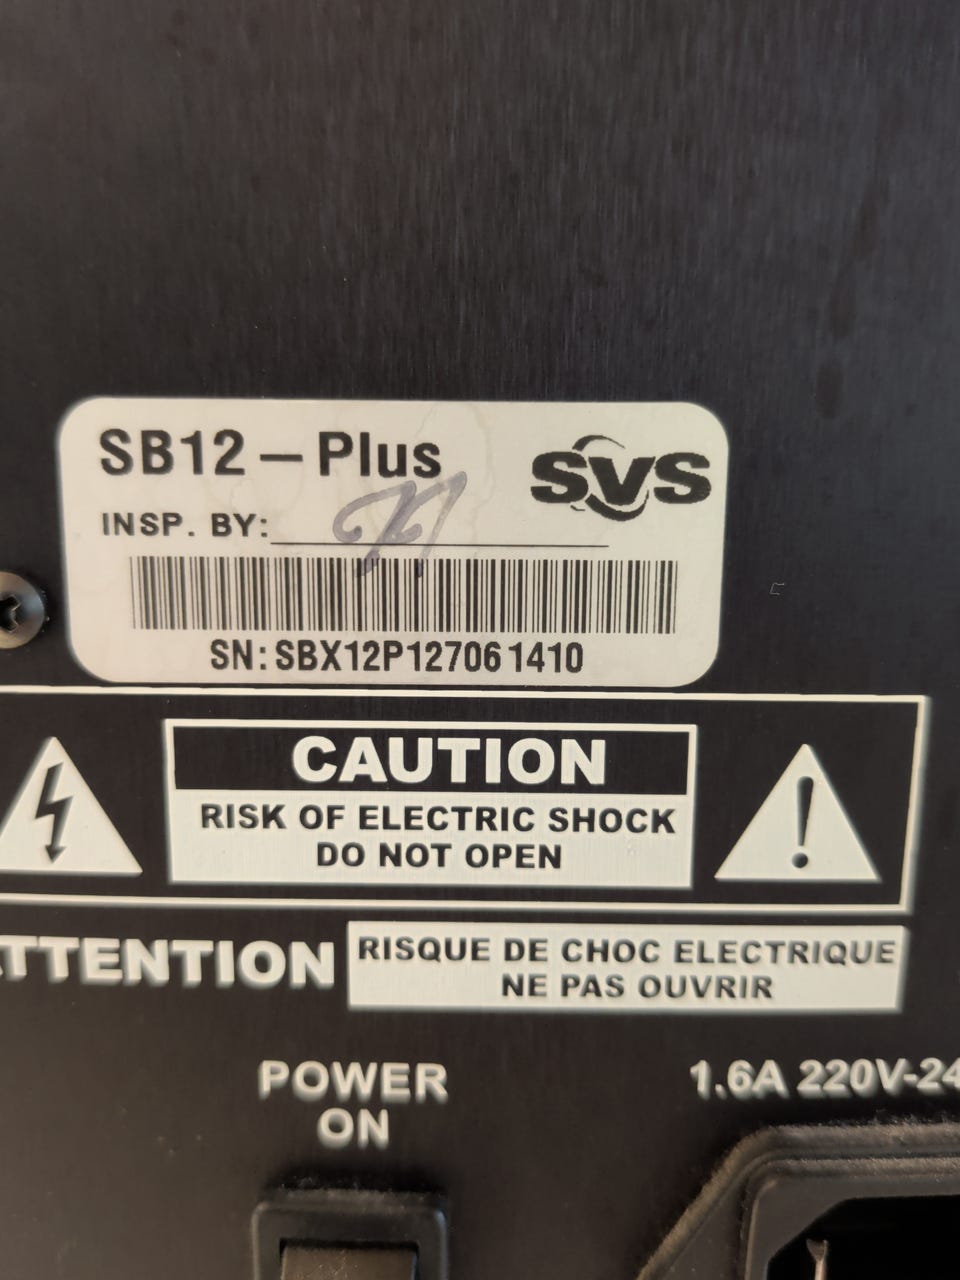 SB12 – Plus
SVS
INSP. BY:
SN: SBX12P127061410
CAUTION
RISK OF ELECTRIC SHOCK
DO NOT OPEN
ATTENTION
RISQUE DE CHOC ELECTRIQUE
NE PAS OUVRIR
POWER
ON
1.6A 220V-24